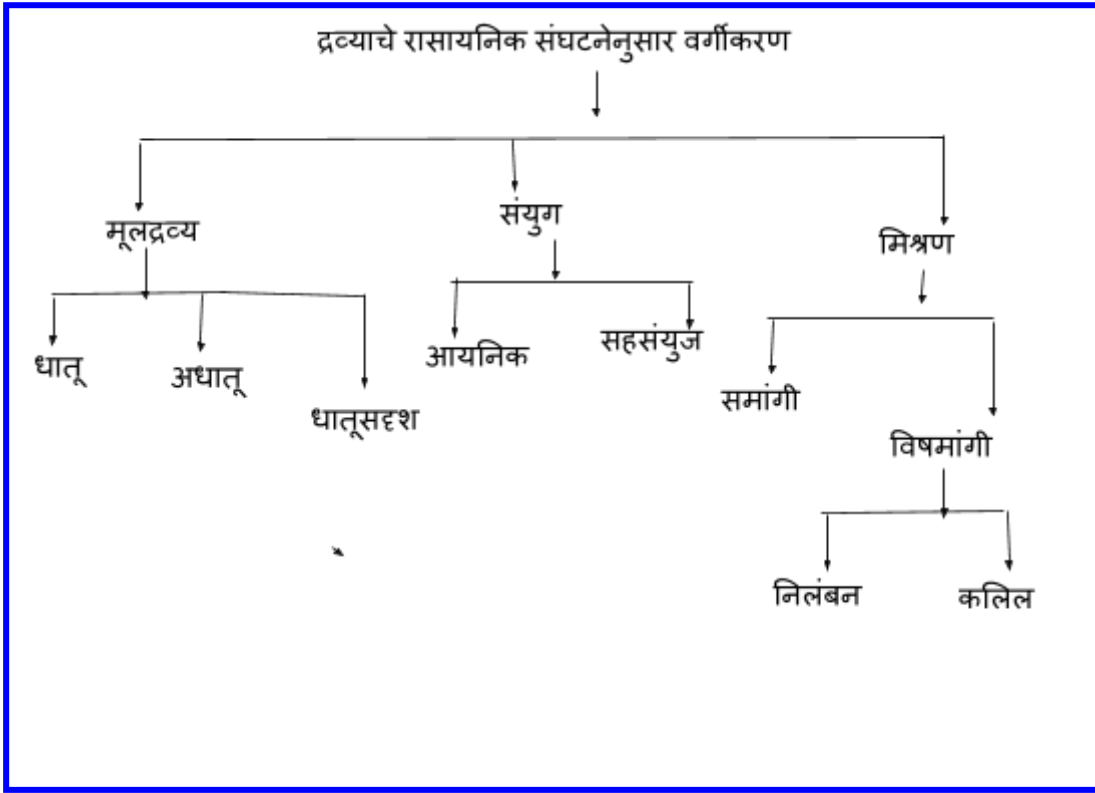 द्रव्याचे रासायनिक संघटनेनुसार वर्गीकरण
मूलद्रव्य
संयुग
मिश्रण
धातू
अधातू
धातूसदृश
आयनिक
सहसंयुज
समांगी
विषमांगी
निलंबन
कलिल